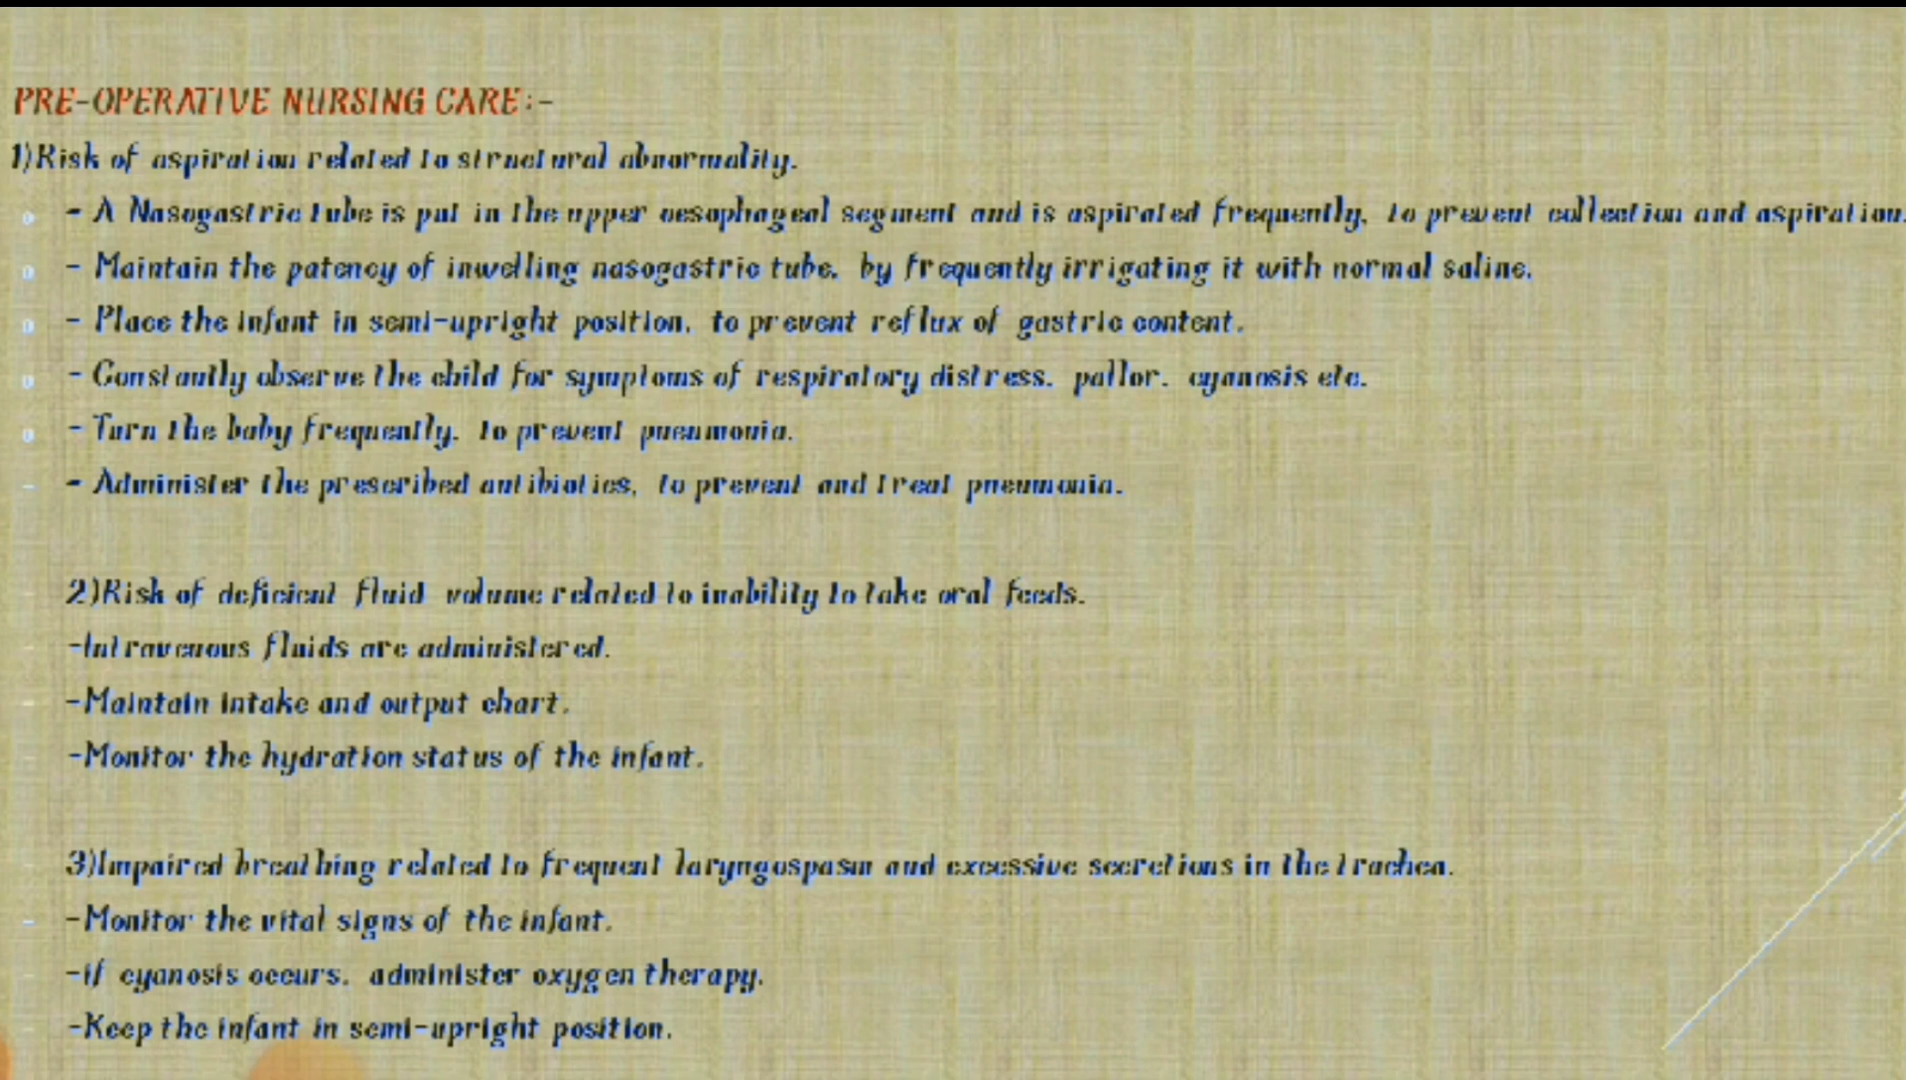 PRE-OPERATIVE NURSING CARE:-
1)Risk of aspiration related to structural abnormality.
- A Nasogastric tube is put in the upper oesophageal segment and is aspirated frequently, to prevent collection and aspiration.
- Maintain the patency of inwelling nasogastric tube, by frequently irrigating it with normal saline.
- Place the infant in semi-upright position, to prevent reflux of gastric content.
- Constantly observe the child for symptoms of respiratory distress, pallor, cyanosis etc.
- Turn the baby frequently, to prevent pneumonia.
- Administer the prescribed antibiotics, to prevent and treat pneumonia.
2)Risk of deficient fluid volume related to inability to take oral feeds.
-Intravenous fluids are administered.
-Maintain intake and output chart.
-Monitor the hydration status of the infant.
3)Impaired breathing related to frequent laryngospasm and excessive secretions in the trachea.
-Monitor the vital signs of the infant.
-if cyanosis occurs, administer oxygen therapy.
-Keep the infant in semi-upright position.